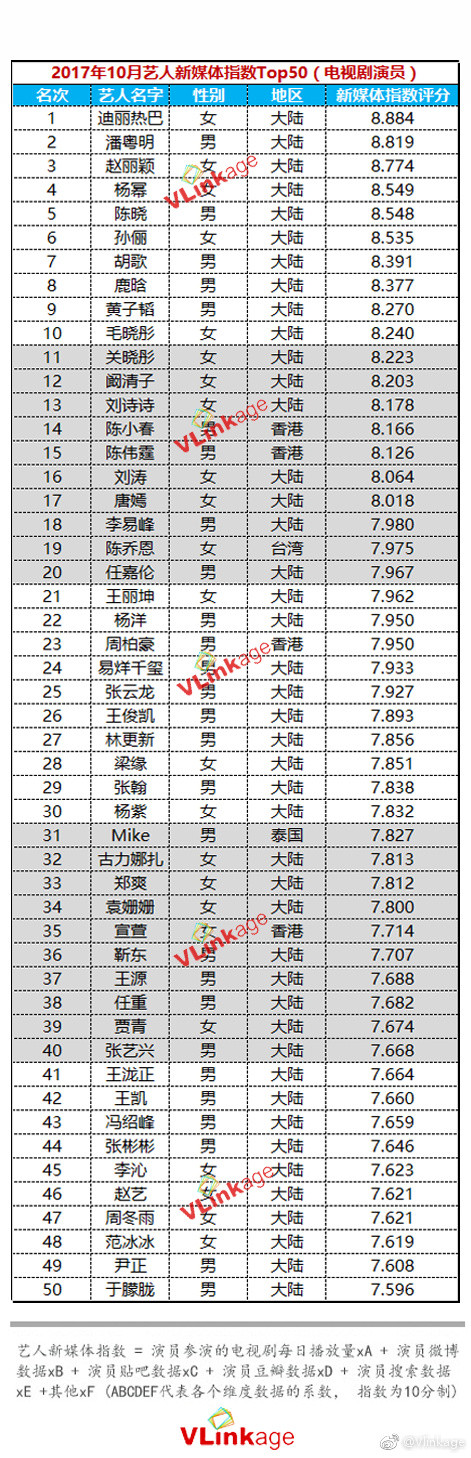 2017年10月艺人新媒体指数Top50（电视剧演员）
名次 艺人名字 性别 地区 新媒体指数评分
1 迪丽热巴 女 大陆 8.884
2 潘粤明 男 大陆 8.819
3 赵丽颖 女 大陆 8.774
4 杨幂 女 大陆 8.549
5 陈晓 男 大陆 8.548
6 孙俪 女 大陆 8.535
7 胡歌 男 大陆 8.391
8 鹿晗 男 大陆 8.377
9 黄子韬 男 大陆 8.270
10 毛晓彤 女 大陆 8.240
11 关晓彤 女 大陆 8.223
12 阚清子 女 大陆 8.203
13 刘诗诗 女 大陆 8.178
14 陈小春 男 香港 8.166
15 陈伟霆 男 香港 8.126
16 刘涛 女 大陆 8.064
17 唐嫣 女 大陆 8.018
18 李易峰 男 大陆 7.980
19 陈乔恩 女 台湾 7.975
20 任嘉伦 男 大陆 7.967
21 王丽坤 女 大陆 7.962
22 杨洋 男 大陆 7.950
23 周柏豪 男 香港 7.950
24 易烊千玺 男 大陆 7.933
25 张云龙 男 大陆 7.927
26 王俊凯 男 大陆 7.893
27 林更新 男 大陆 7.856
28 梁缘 女 大陆 7.851
29 张翰 男 大陆 7.838
30 杨紫 女 大陆 7.832
31 Mike 男 泰国 7.827
32 古力娜扎 女 大陆 7.813
33 郑爽 女 大陆 7.812
34 袁姗姗 女 大陆 7.800
35 宣萱 女 香港 7.714
36 靳东 男 大陆 7.707
37 王源 男 大陆 7.688
38 任重 男 大陆 7.682
39 贾青 女 大陆 7.674
40 张艺兴 男 大陆 7.668
41 王泷正 男 大陆 7.664
42 王凯 男 大陆 7.660
43 冯绍峰 男 大陆 7.659
44 张彬彬 男 大陆 7.646
45 李沁 女 大陆 7.623
46 赵艺 女 大陆 7.621
47 周冬雨 女 大陆 7.621
48 范冰冰 女 大陆 7.619
49 尹正 男 大陆 7.608
50 于朦胧 男 大陆 7.596
VLinkage
VLinkage
VLinkage
VLinkage
VLinkage
艺人新媒体指数 = 演员参演的电视剧每日播放量xA + 演员微博
数据xB + 演员贴吧数据xC + 演员豆瓣数据xD + 演员搜索数据
xE +其他xF (ABCDEF代表各个维度数据的系数， 指数为10分制)
VLinkage
@Vlinkage